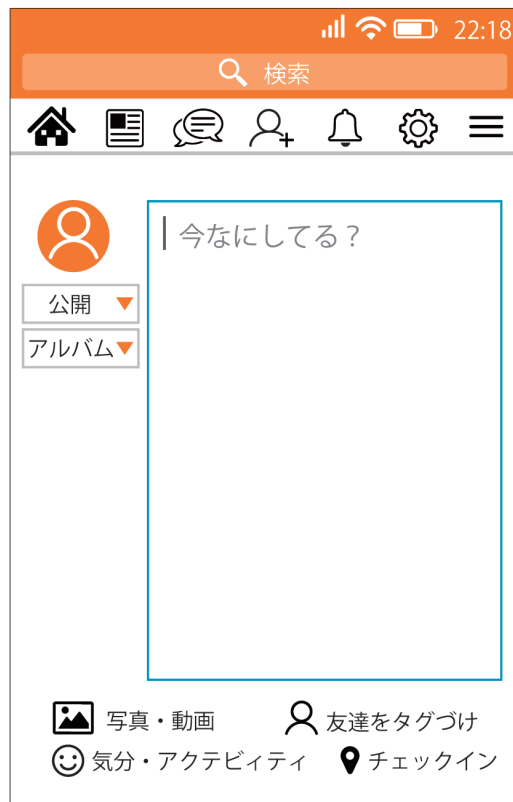 22:18
検索
今なにしてる？
公開
アルバム
写真・動画
友達をタグづけ
気分・アクテビィティ
チェックイン